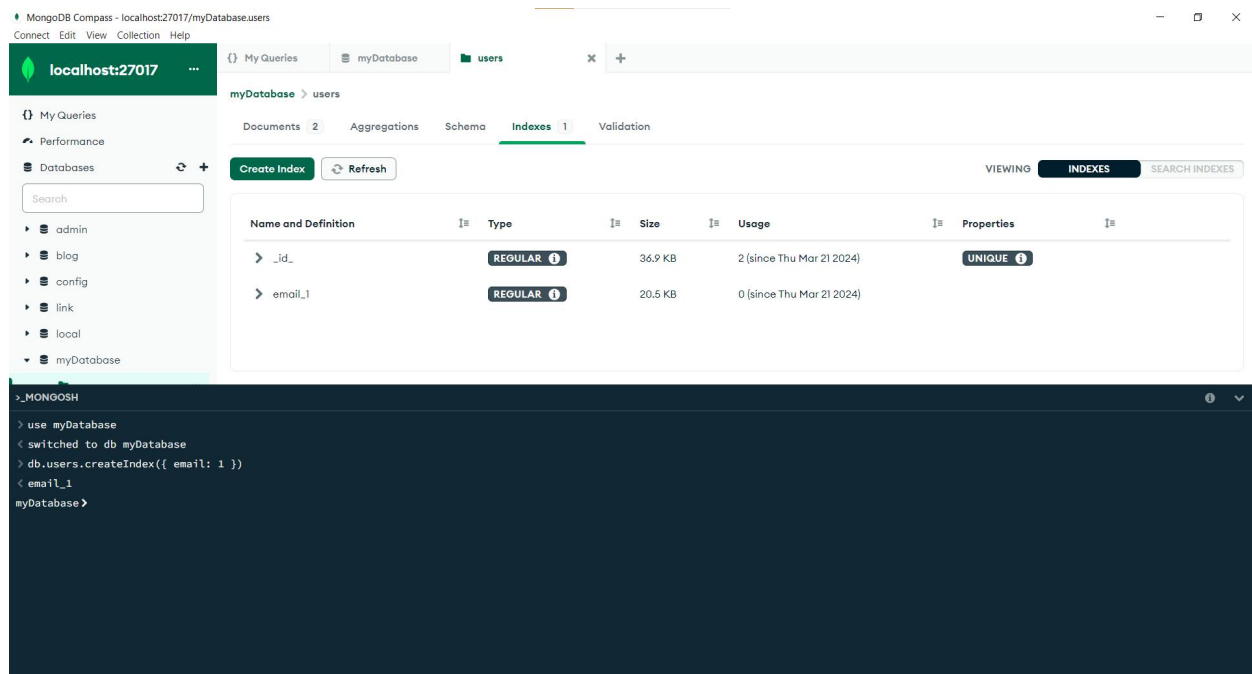 MongoDB Compass - localhost:27017/myDatabase.users
Connect Edit View Collection Help
localhost:27017 ...
{} My Queries myDatabase users
myDatabase > users
{} My Queries
Performance
Databases
Search
admin
blog
config
link
local
myDatabase
Documents 2 Aggregations Schema Indexes 1 Validation
Create Index Refresh VIEWING INDEXES SEARCH INDEXES
Name and Definition Type Size Usage Properties
_id_ REGULAR 36.9 KB 2 (since Thu Mar 21 2024) UNIQUE
email_1 REGULAR 20.5 KB 0 (since Thu Mar 21 2024)
>_MONGOSH
> use myDatabase
< switched to db myDatabase
> db.users.createIndex({ email: 1 })
< email_1
myDatabase>